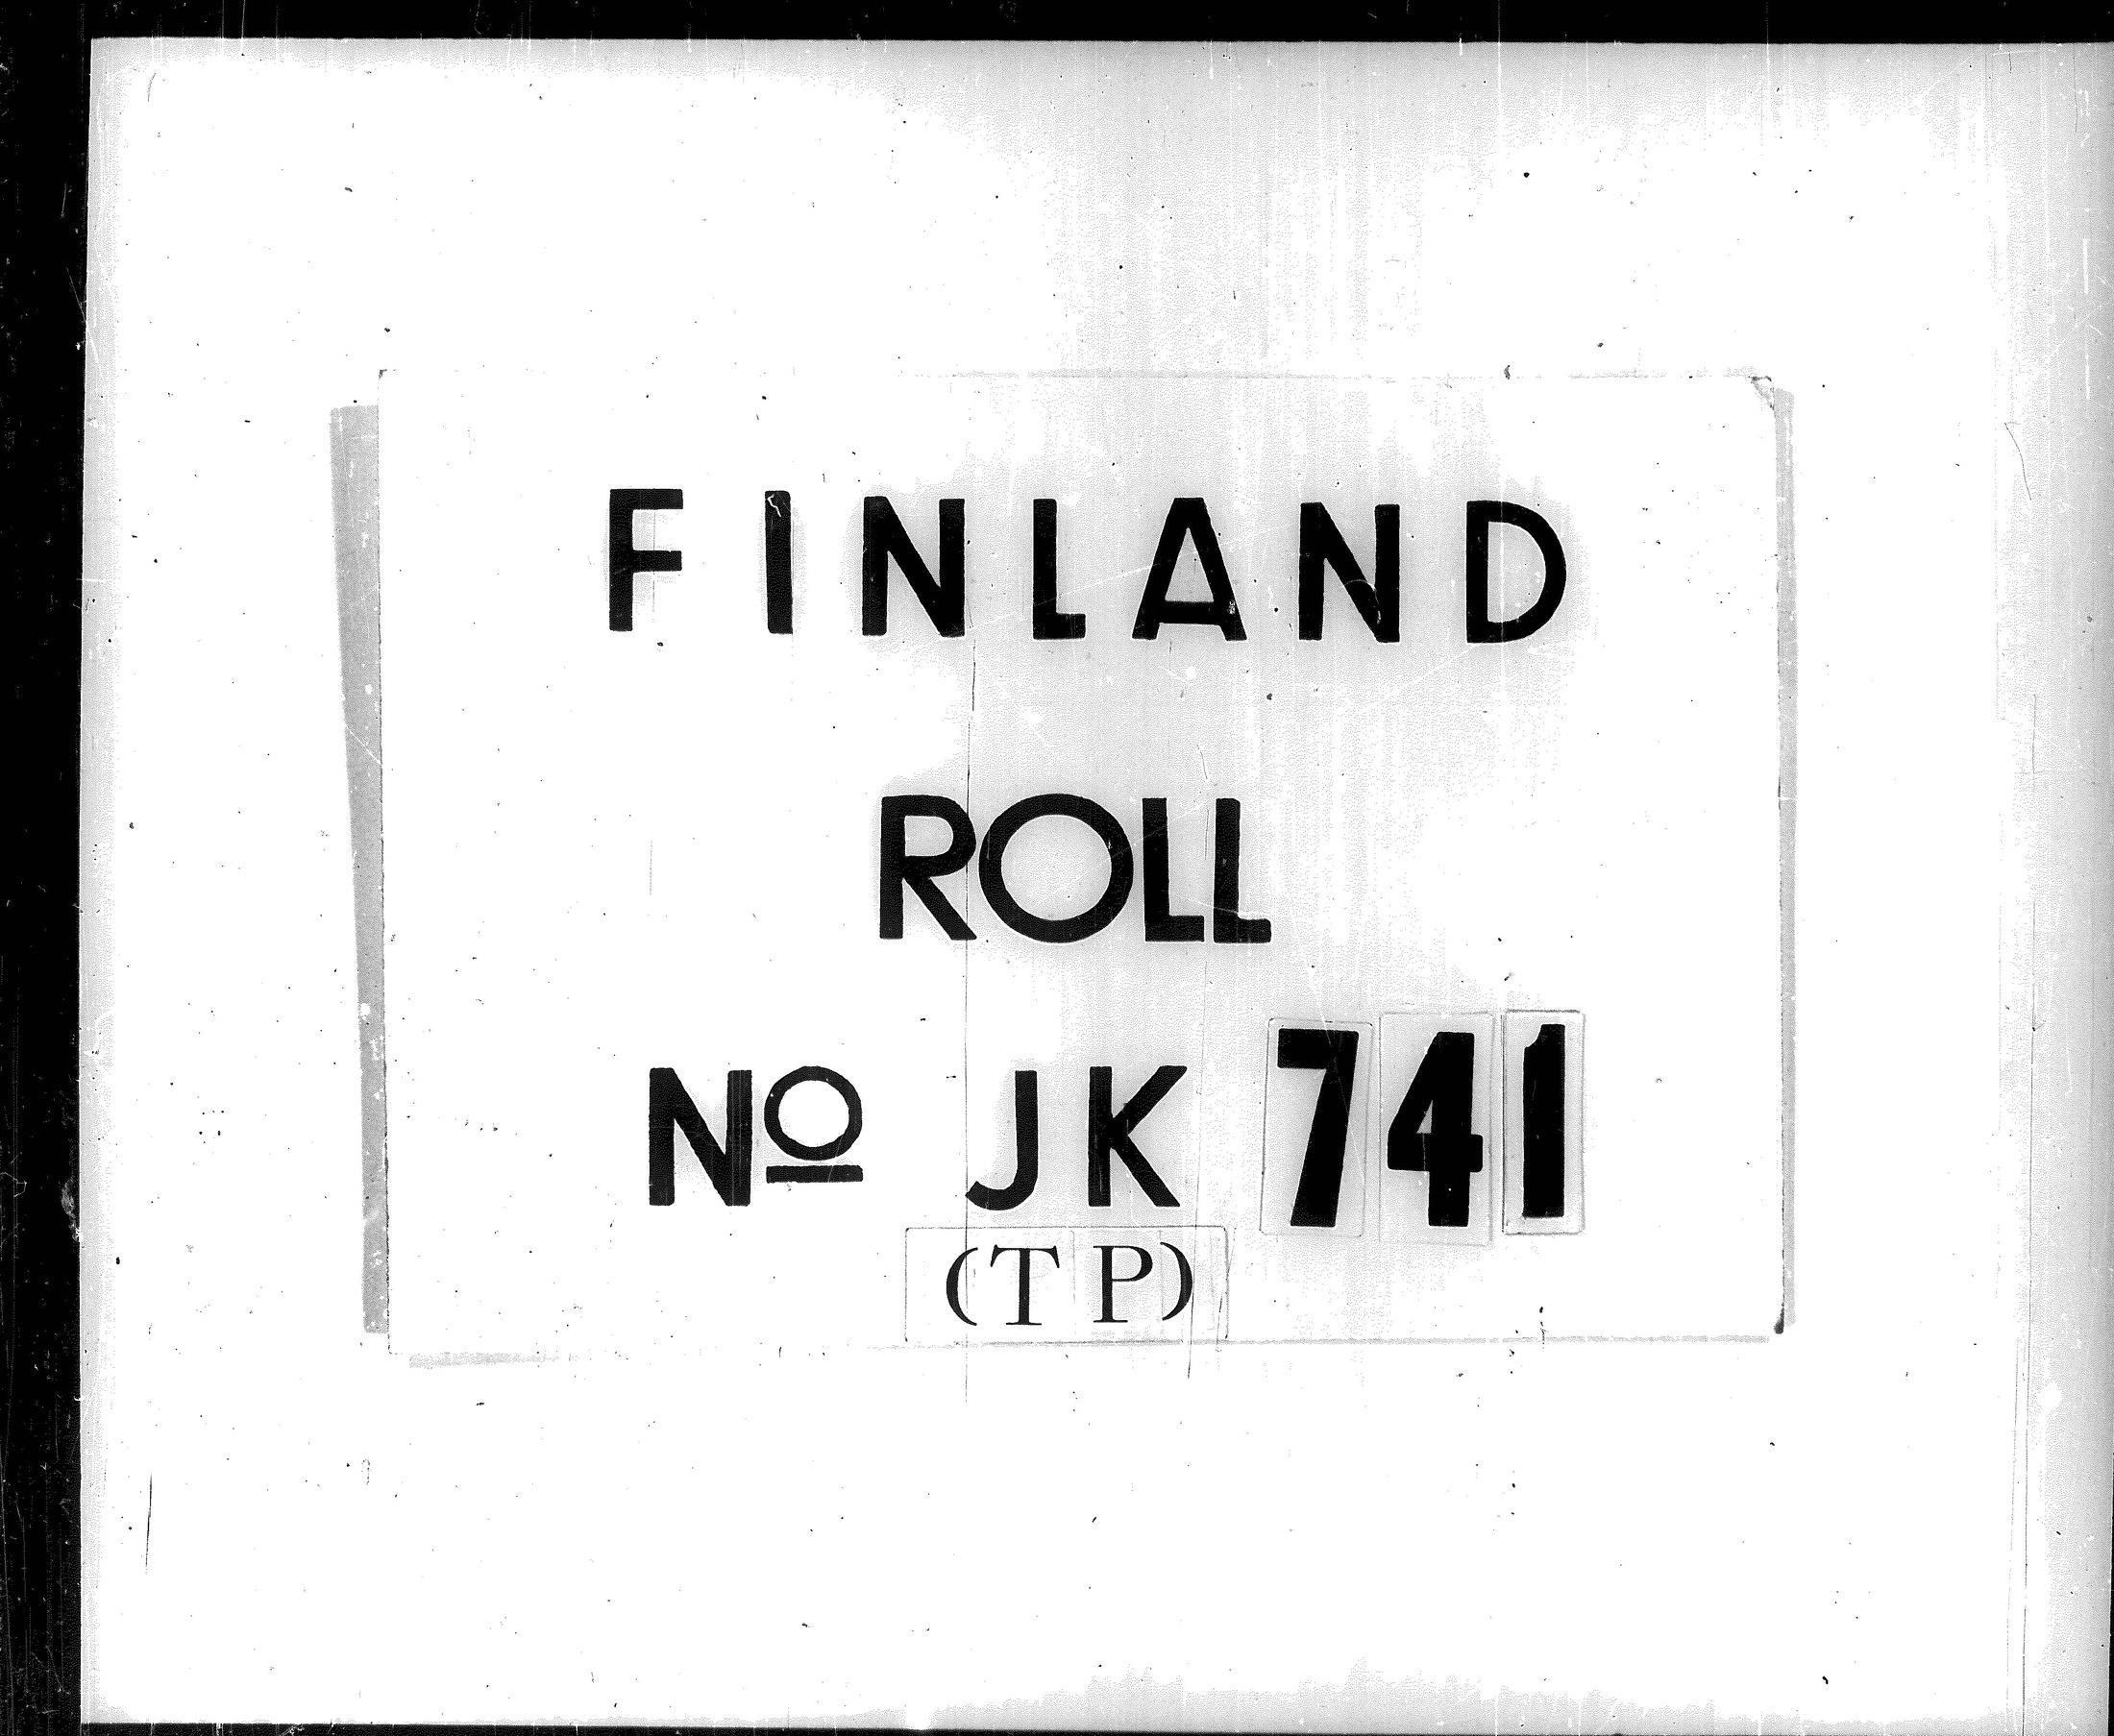 FINLAND
ROLL
Nº JK 741
(TP)